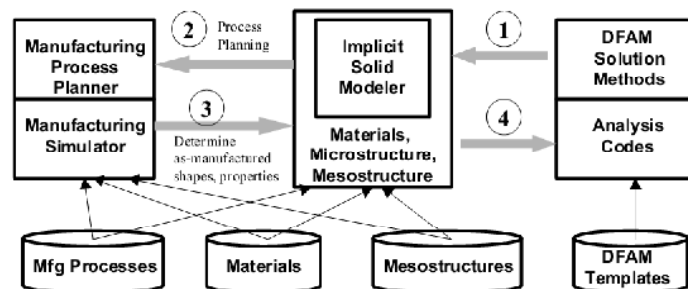 Manufacturing
Process
Planner
Manufacturing
Simulator
2
Process
Planning
3
Determine
as-manufactured
shapes, properties
Implicit
Solid
Modeler
Materials,
Microstructure,
Mesostructure
1
4
DFAM
Solution
Methods
Analysis
Codes
Mfg Processes
Materials
Mesostructures
DFAM
Templates